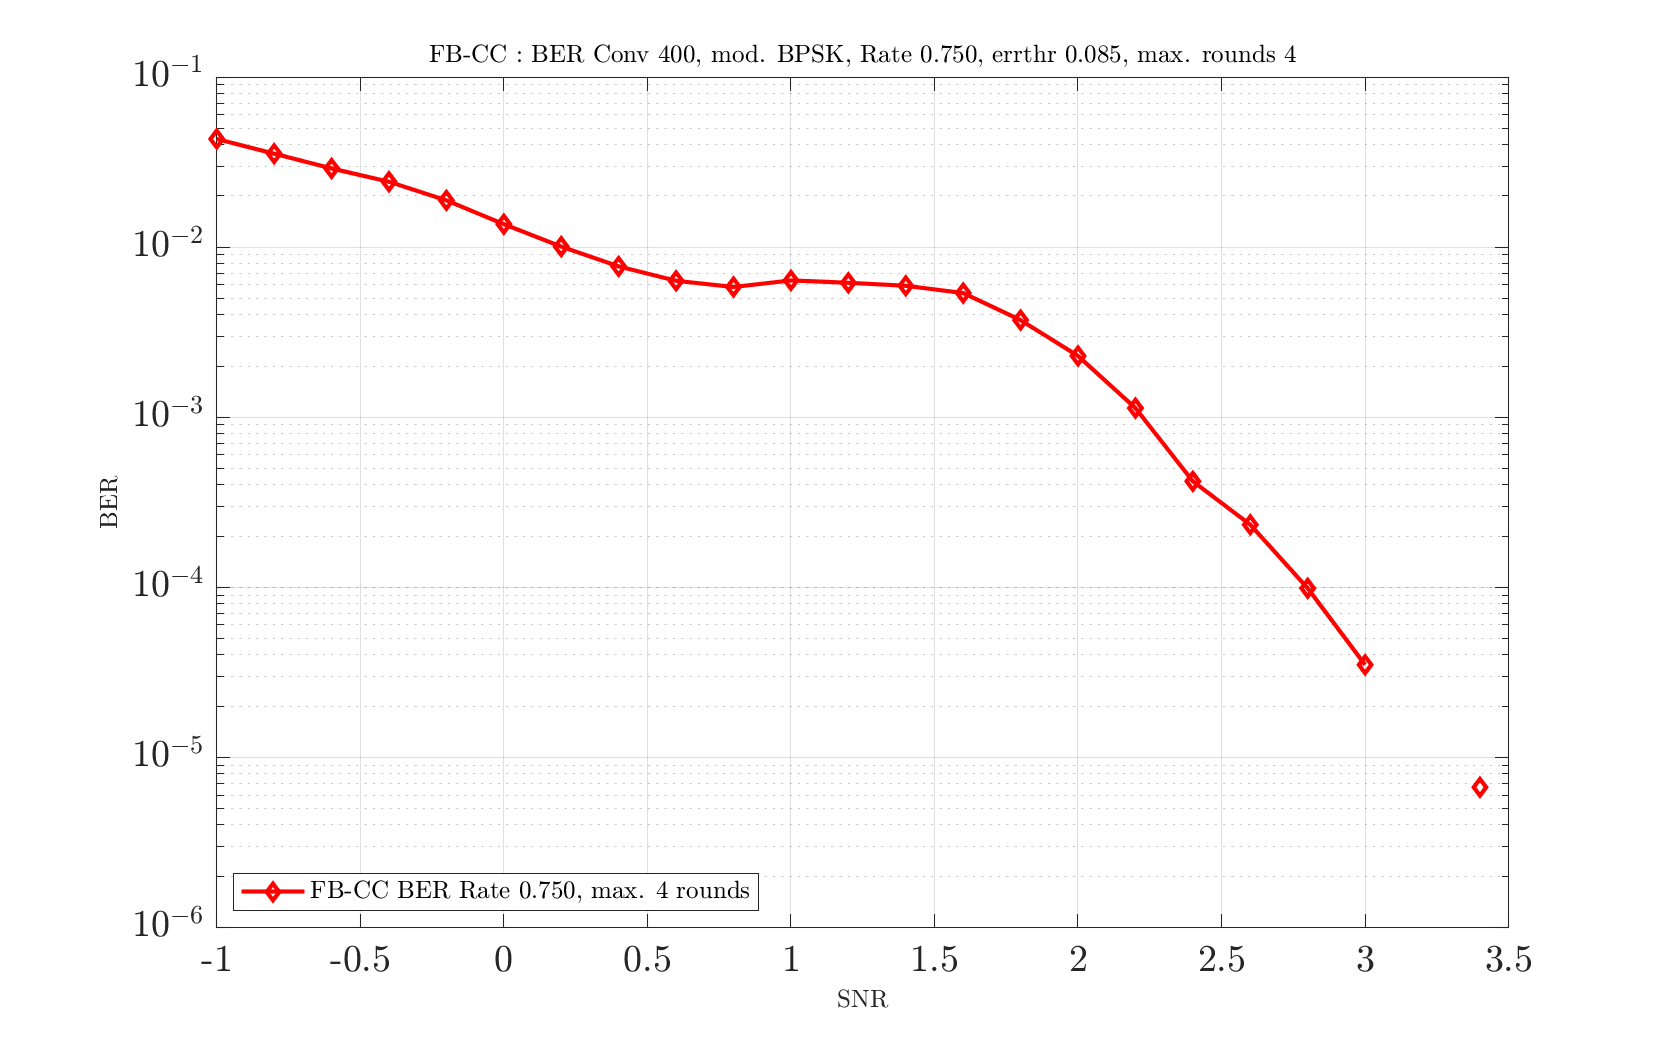 FB-CC : BER Conv 400, mod. BPSK, Rate 0.750, errthr 0.085, max. rounds 4
10^{-1}
10^{-2}
10^{-3}
10^{-4}
10^{-5}
10^{-6}
BER
FB-CC BER Rate 0.750, max. 4 rounds
-1 -0.5 0 0.5 1 1.5 2 2.5 3 3.5
SNR